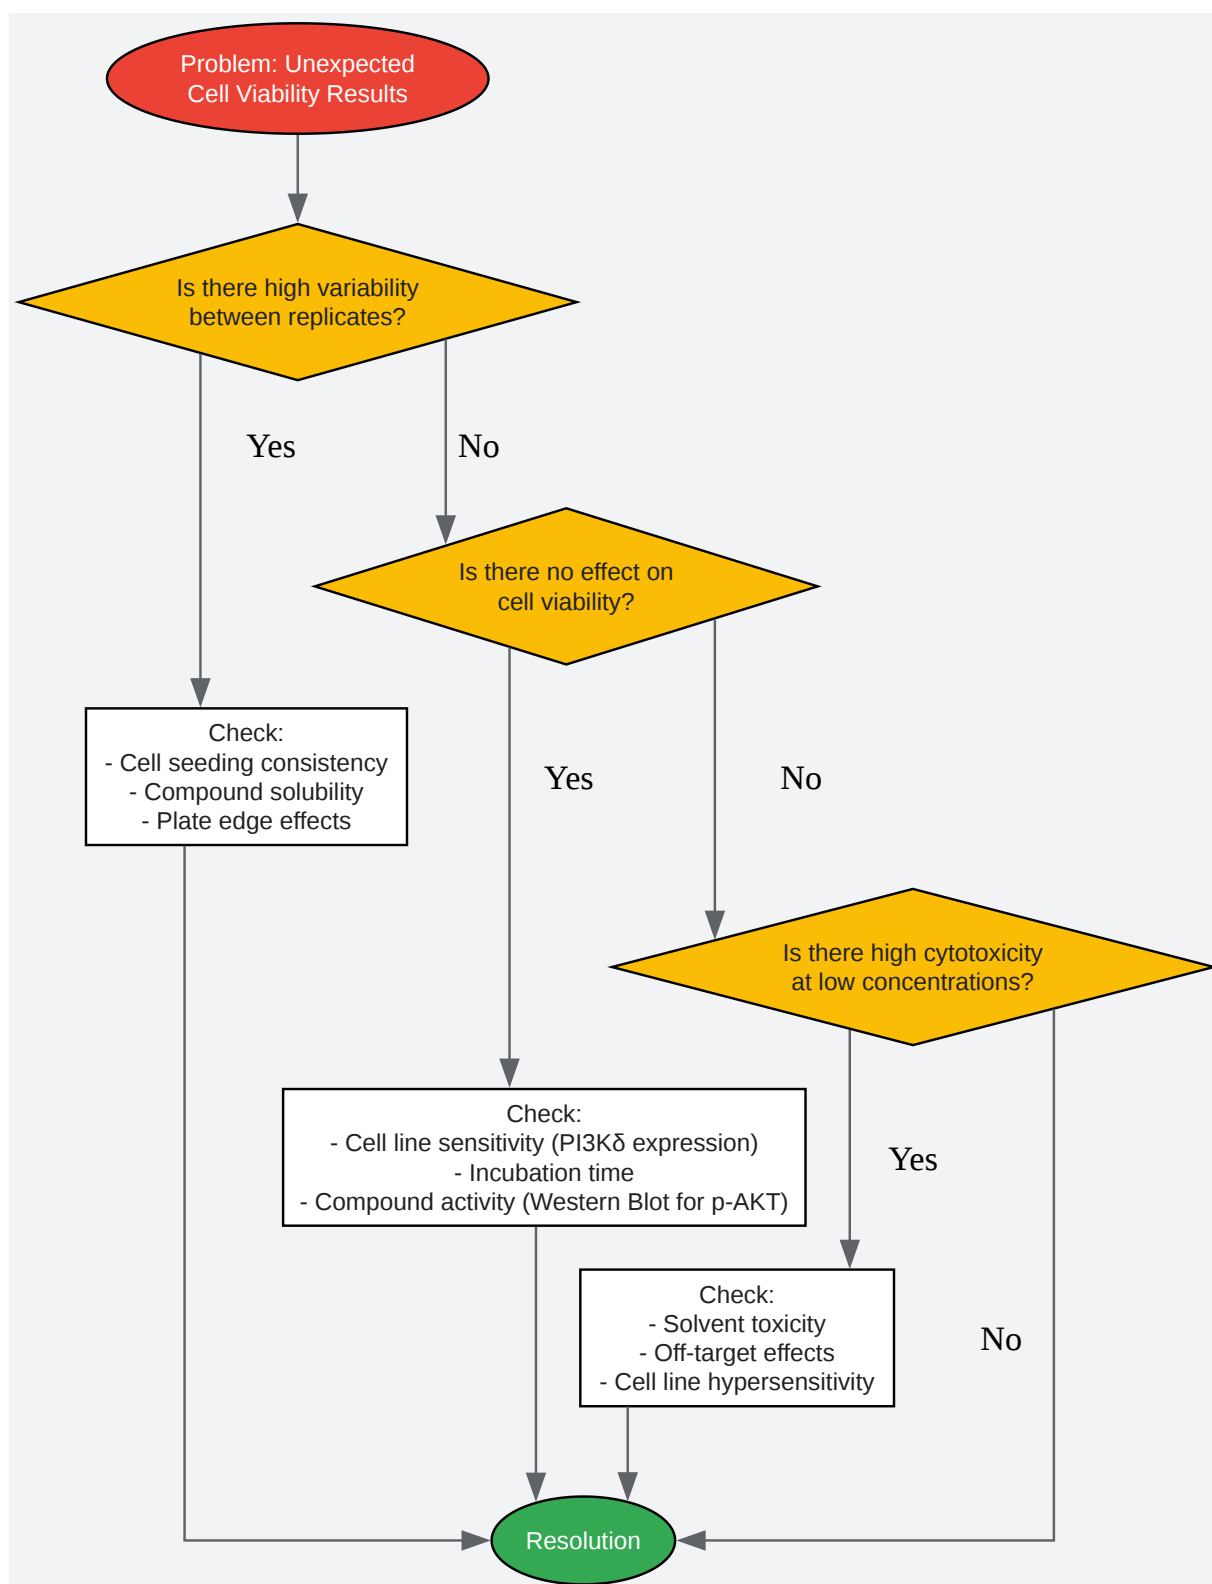 Problem: Unexpected
Cell Viability Results
Is there high variability
between replicates?
Yes
No
Is there no effect on
cell viability?
Check:
- Cell seeding consistency
- Compound solubility
- Plate edge effects
Yes
No
Is there high cytotoxicity
at low concentrations?
Check:
- Cell line sensitivity (PI3Kδ expression)
- Incubation time
- Compound activity (Western Blot for p-AKT)
Yes
Check:
- Solvent toxicity
- Off-target effects
- Cell line hypersensitivity
No
Resolution